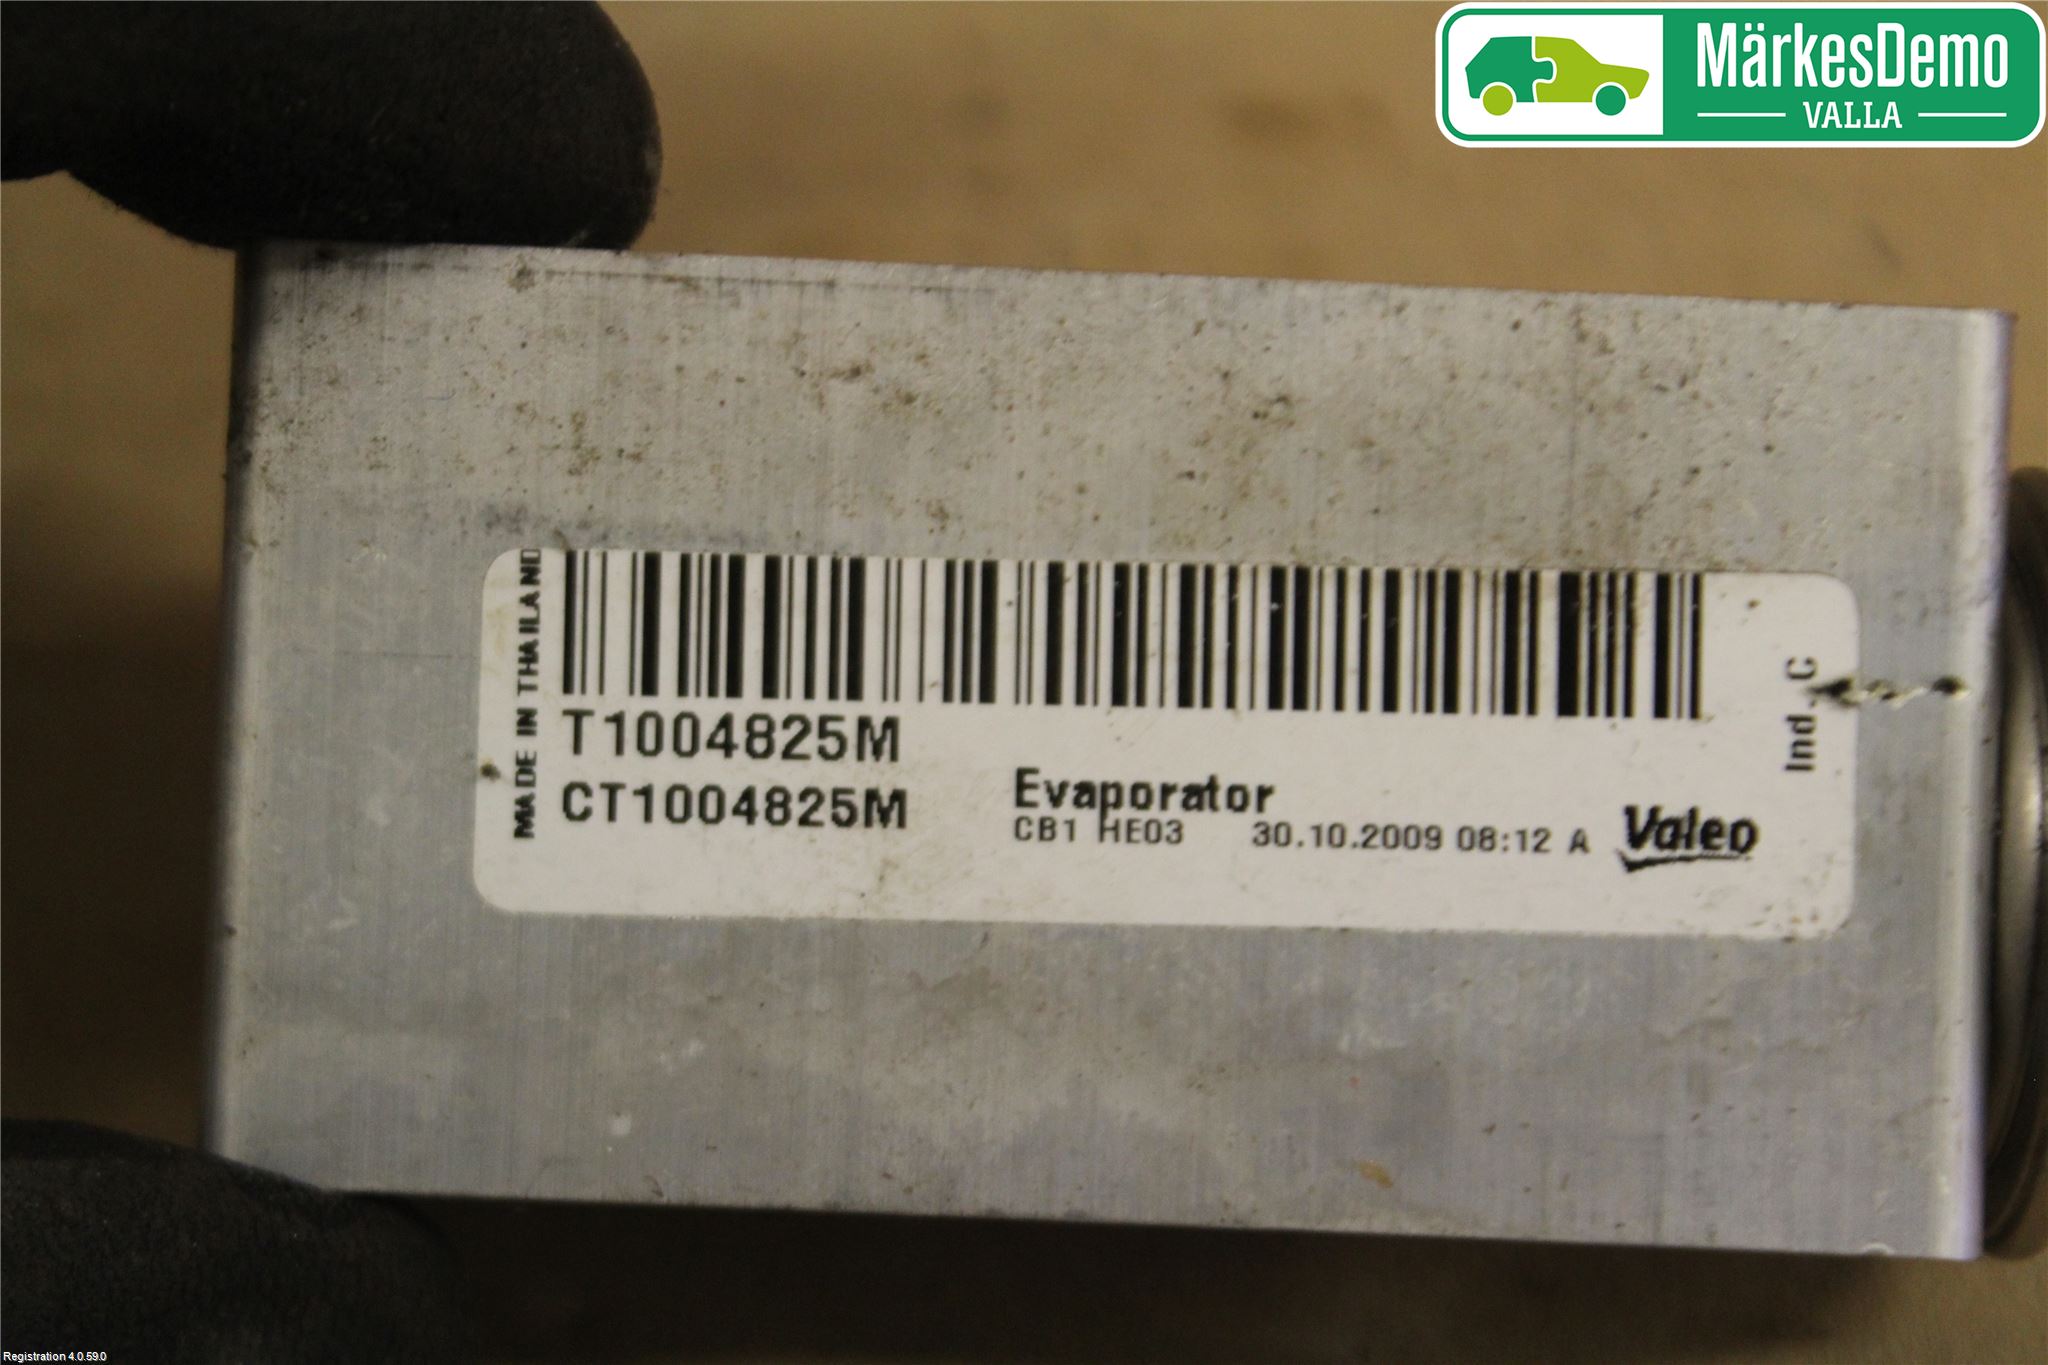 MärkesDemo
VALLA
MADE IN THAILAND
T1004825M
CT1004825M
Evaporator
CB1 HE03 30.10.2009 08:12 A
Valeo
Ind. C
Registration 4.0.59.0